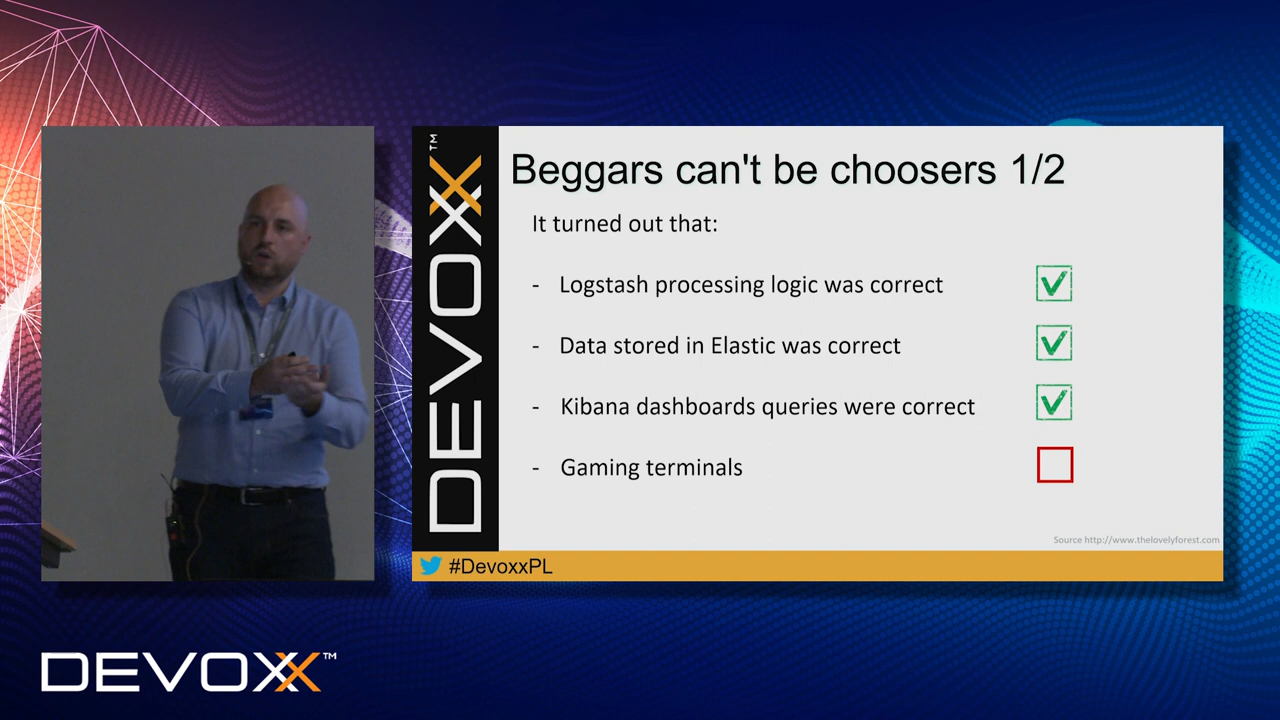 DEVOXX™
Beggars can't be choosers 1/2
It turned out that:
- Logstash processing logic was correct
- Data stored in Elastic was correct
- Kibana dashboards queries were correct
- Gaming terminals
Source http://www.thelovelyforest.com
#DevoxxPL
DEVOXX™